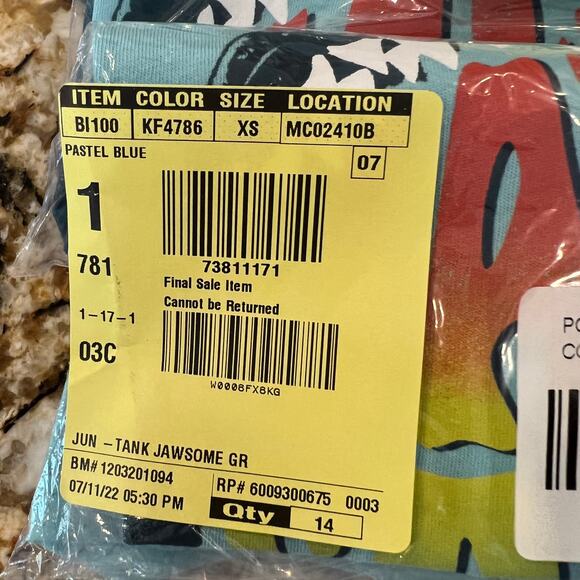 ITEM COLOR SIZE LOCATION
BI100 KF4786 XS MC02410B
PASTEL BLUE
07
1
73811171
781
Final Sale Item
Cannot be Returned
1-17-1
03C
W0008FX8KG
JUN -TANK JAWSOME GR
BM# 1203201094
RP# 6009300675 0003
07/11/22 05:30 PM
Qty 14